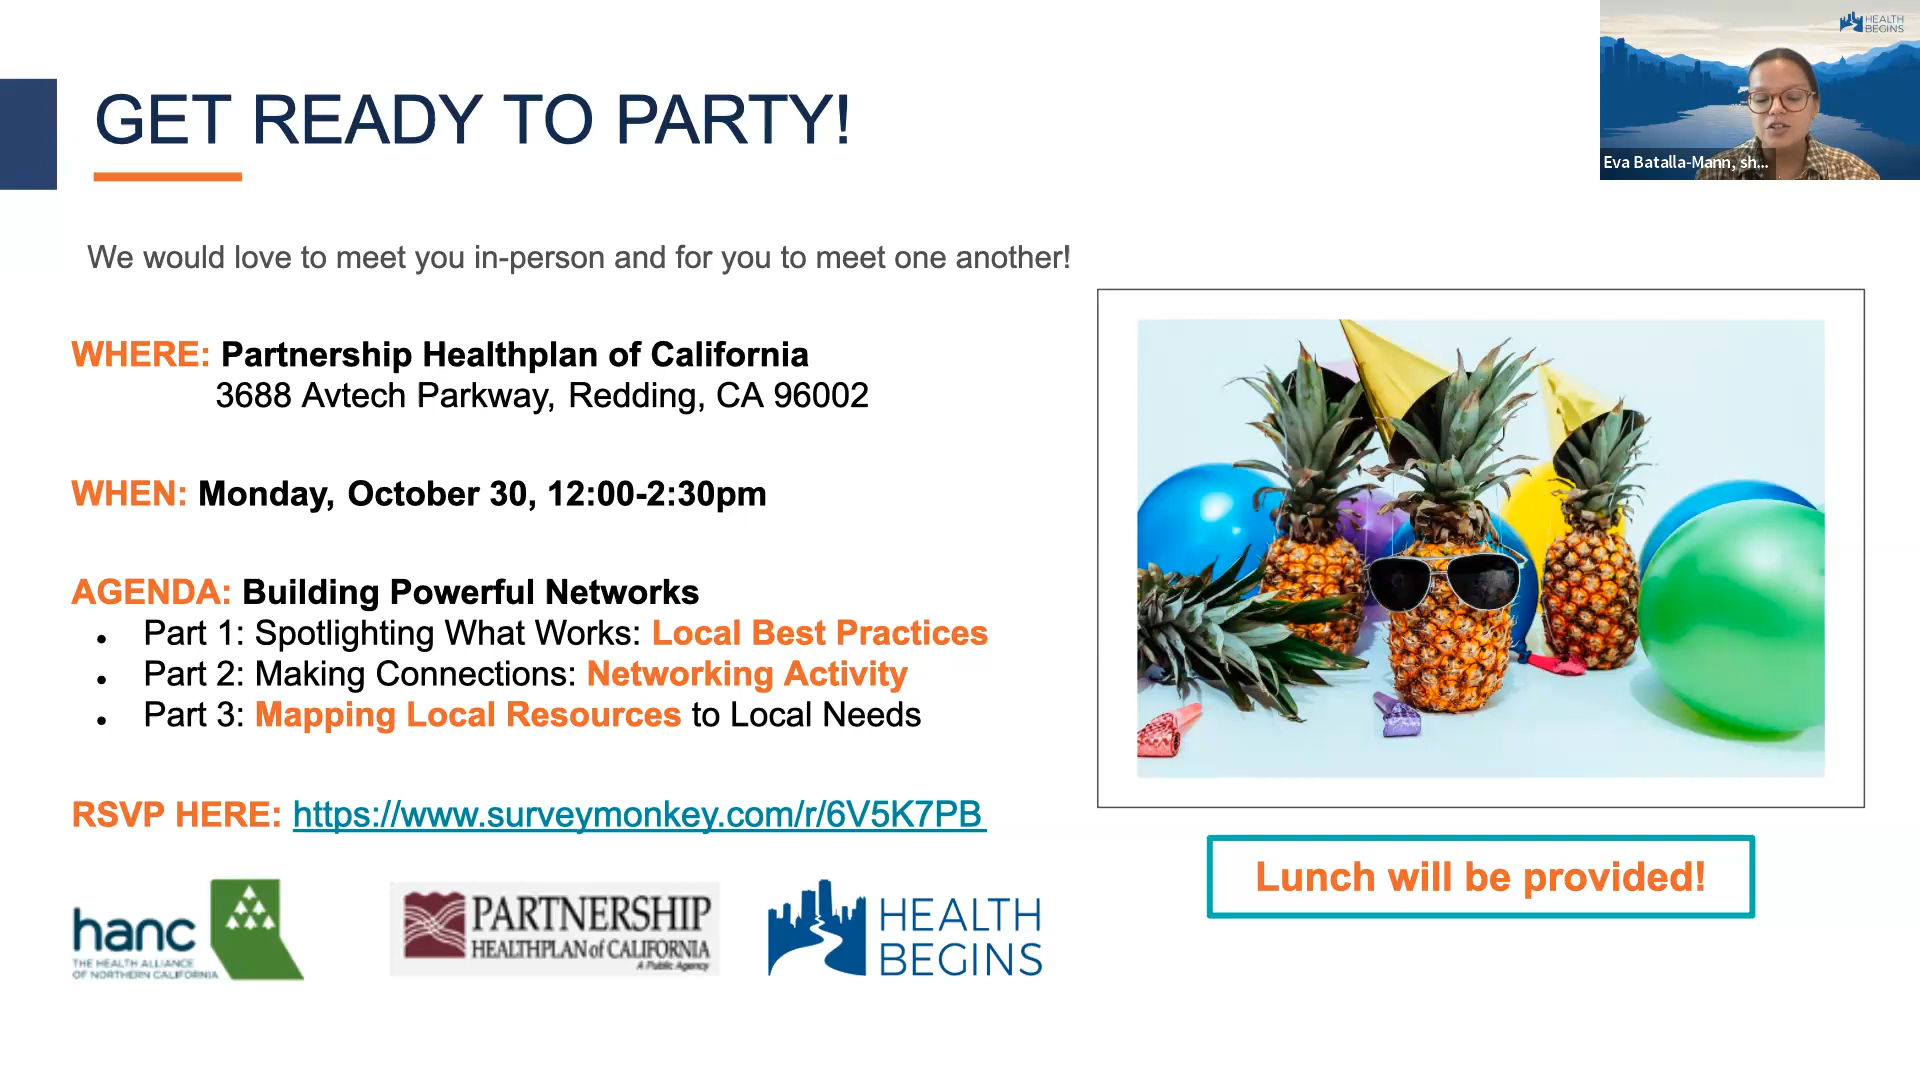 HEALTH
BEGINS
Eva Batalla-Mann, sh...
GET READY TO PARTY!
We would love to meet you in-person and for you to meet one another!
WHERE: Partnership Healthplan of California
3688 Avtech Parkway, Redding, CA 96002
WHEN: Monday, October 30, 12:00-2:30pm
AGENDA: Building Powerful Networks
• Part 1: Spotlighting What Works: Local Best Practices
• Part 2: Making Connections: Networking Activity
• Part 3: Mapping Local Resources to Local Needs
RSVP HERE: https://www.surveymonkey.com/r/6V5K7PB
Lunch will be provided!
hanc
THE HEALTH ALLIANCE
OF NORTHERN CALIFORNIA
PARTNERSHIP
HEALTHPLAN of CALIFORNIA
A Public Agency
HEALTH
BEGINS